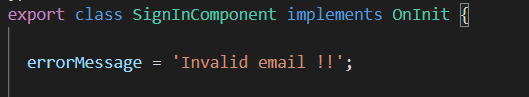 export class SignInComponent implements OnInit {
errorMessage = 'Invalid email !!';